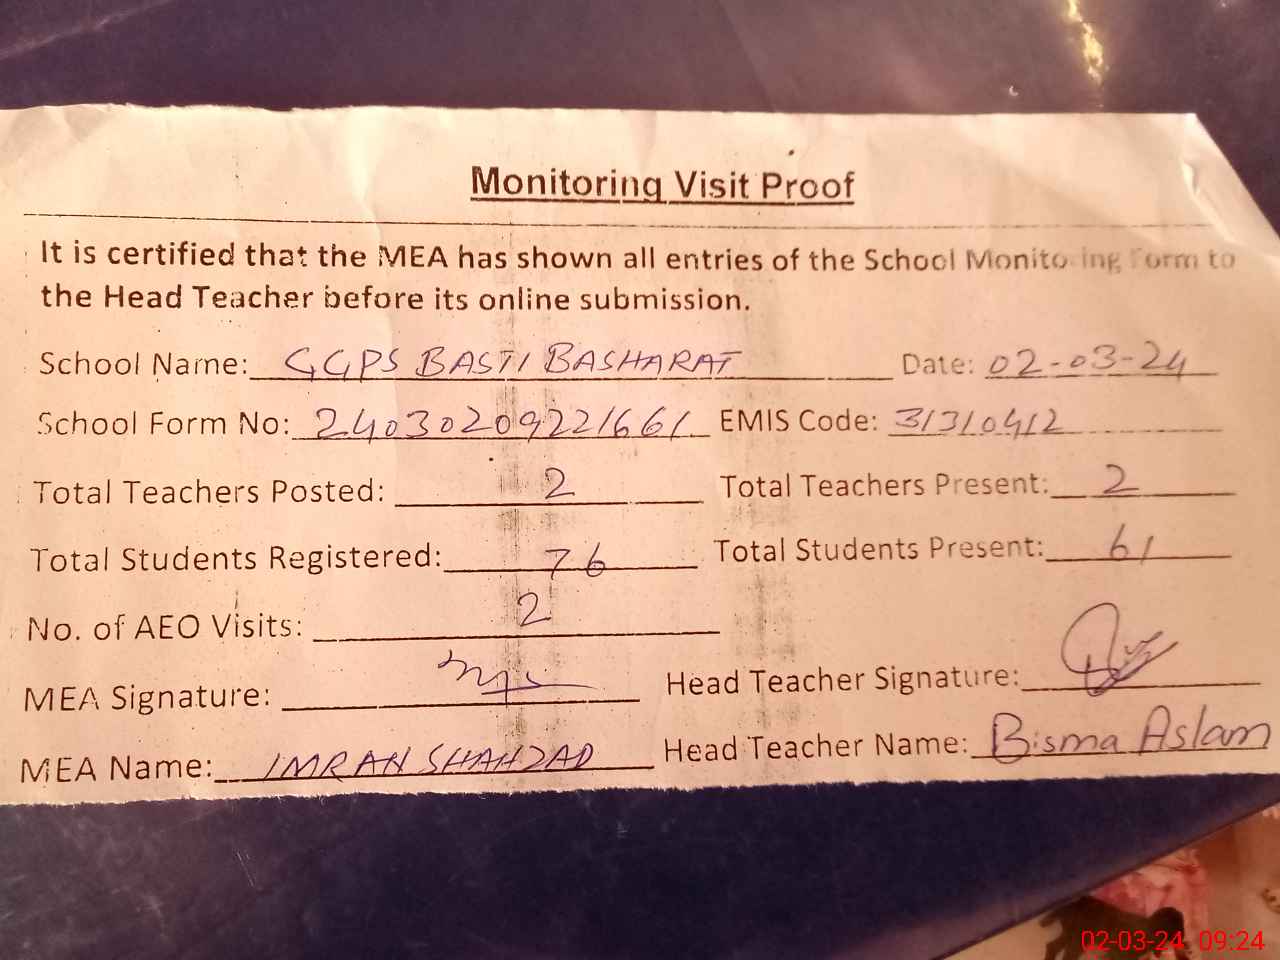 Monitoring Visit Proof
It is certified that the MEA has shown all entries of the School Monitoring Form to
the Head Teacher before its online submission.
School Name: GGPS BASTI BASHARAT Date: 02-03-24
School Form No: 24030209221661 EMIS Code: 31310412
Total Teachers Posted: 2 Total Teachers Present: 2
Total Students Registered: 76 Total Students Present: 61
No. of AEO Visits: 2
MEA Signature: Head Teacher Signature:
MEA Name: IMRAN SHAHZAD Head Teacher Name: Bisma Aslam
02-03-24 09:24